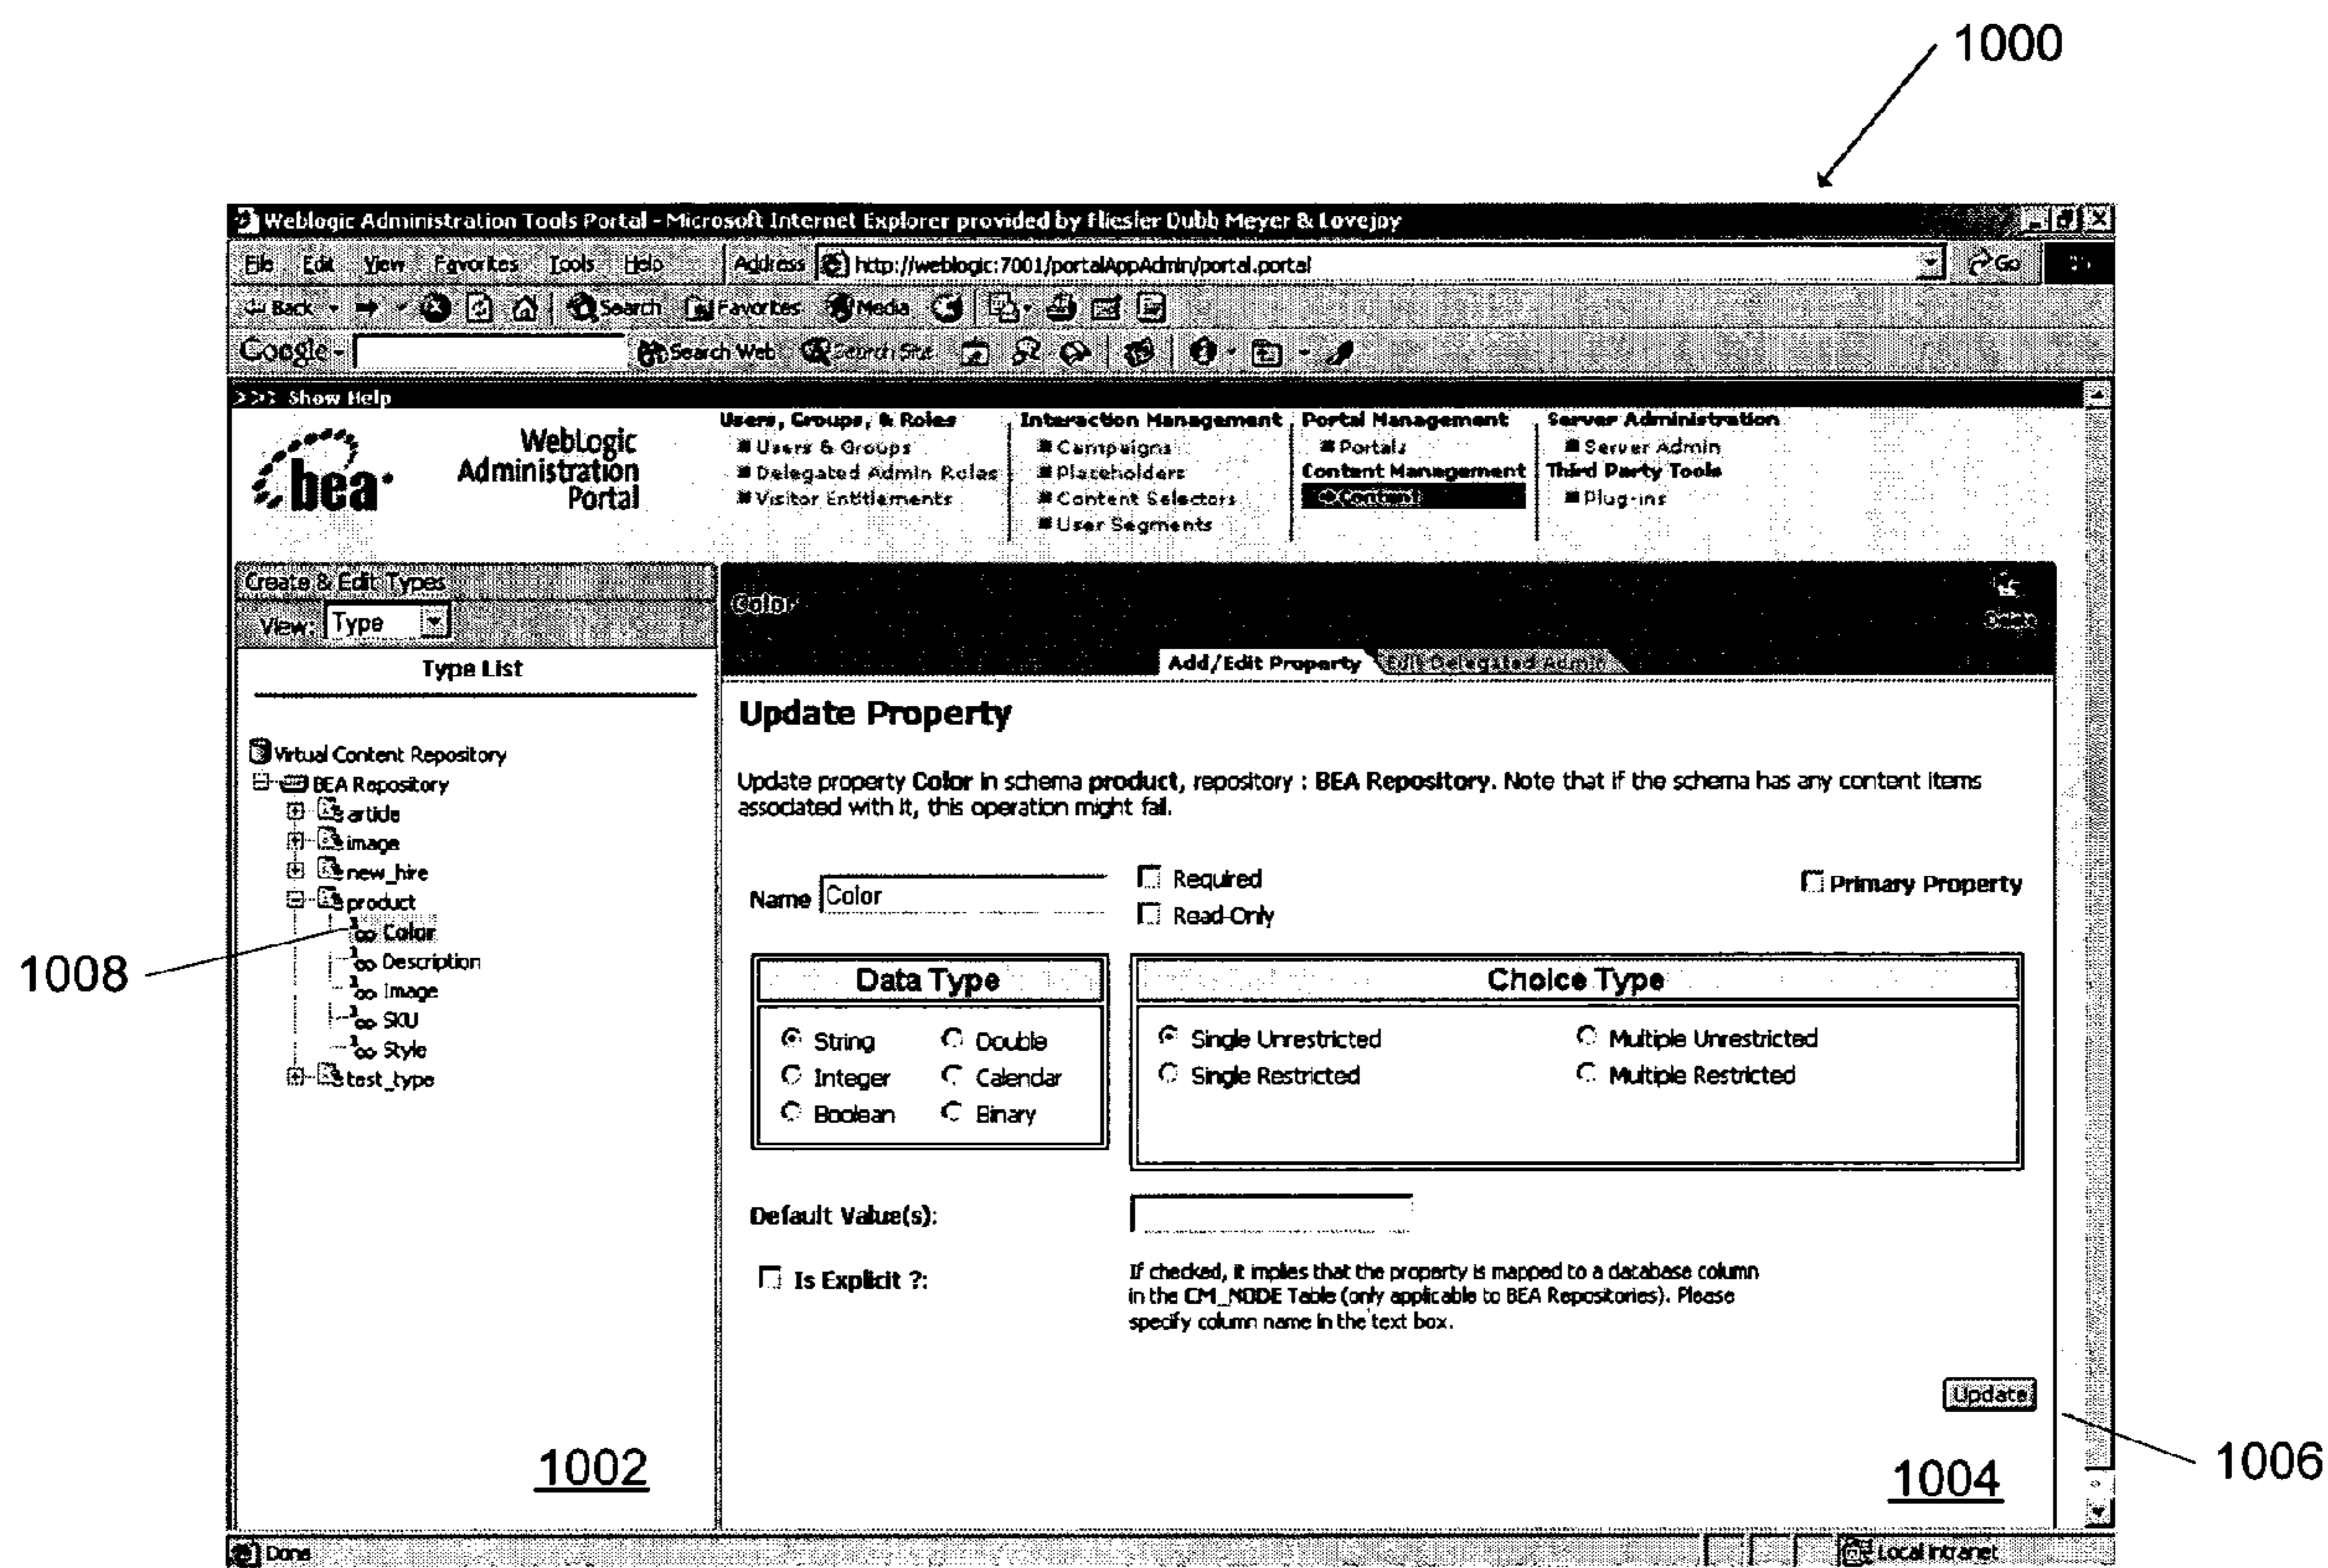 1000
Weblogic Administration Tools Portal - Microsoft Internet Explorer provided by Fliesler Dubb Meyer & Lovejoy
File Edit View Favorites Tools Help Address http://weblogic:7001/portalAppAdmin/portal.portal Go
Back Search Favorites Media
Google Search Web Search Site
>>> Show Help
bea
WebLogic
Administration
Portal
Users, Groups, & Roles
Users & Groups
Delegated Admin Roles
Visitor Entitlements
Interaction Management
Campaigns
Placeholders
Content Selectors
User Segments
Portal Management
Portals
Content Management
Content
Server Administration
Server Admin
Third Party Tools
Plug-ins
Create & Edit Types
View: Type
Type List
Virtual Content Repository
BEA Repository
article
image
new_hire
product
Color
Description
Image
SKU
Style
test_type
1008
1002
Color
Delete
Add/Edit Property Edit Delegated Admin
Update Property
Update property Color in schema product, repository : BEA Repository. Note that if the schema has any content items
associated with it, this operation might fail.
Name Color
Required
Read-Only
Primary Property
Data Type
String Double
Integer Calendar
Boolean Binary
Choice Type
Single Unrestricted Multiple Unrestricted
Single Restricted Multiple Restricted
Default Value(s):
Is Explicit ?:
If checked, it implies that the property is mapped to a database column
in the CM_NODE Table (only applicable to BEA Repositories). Please
specify column name in the text box.
Update
1004
1006
Done
Local intranet